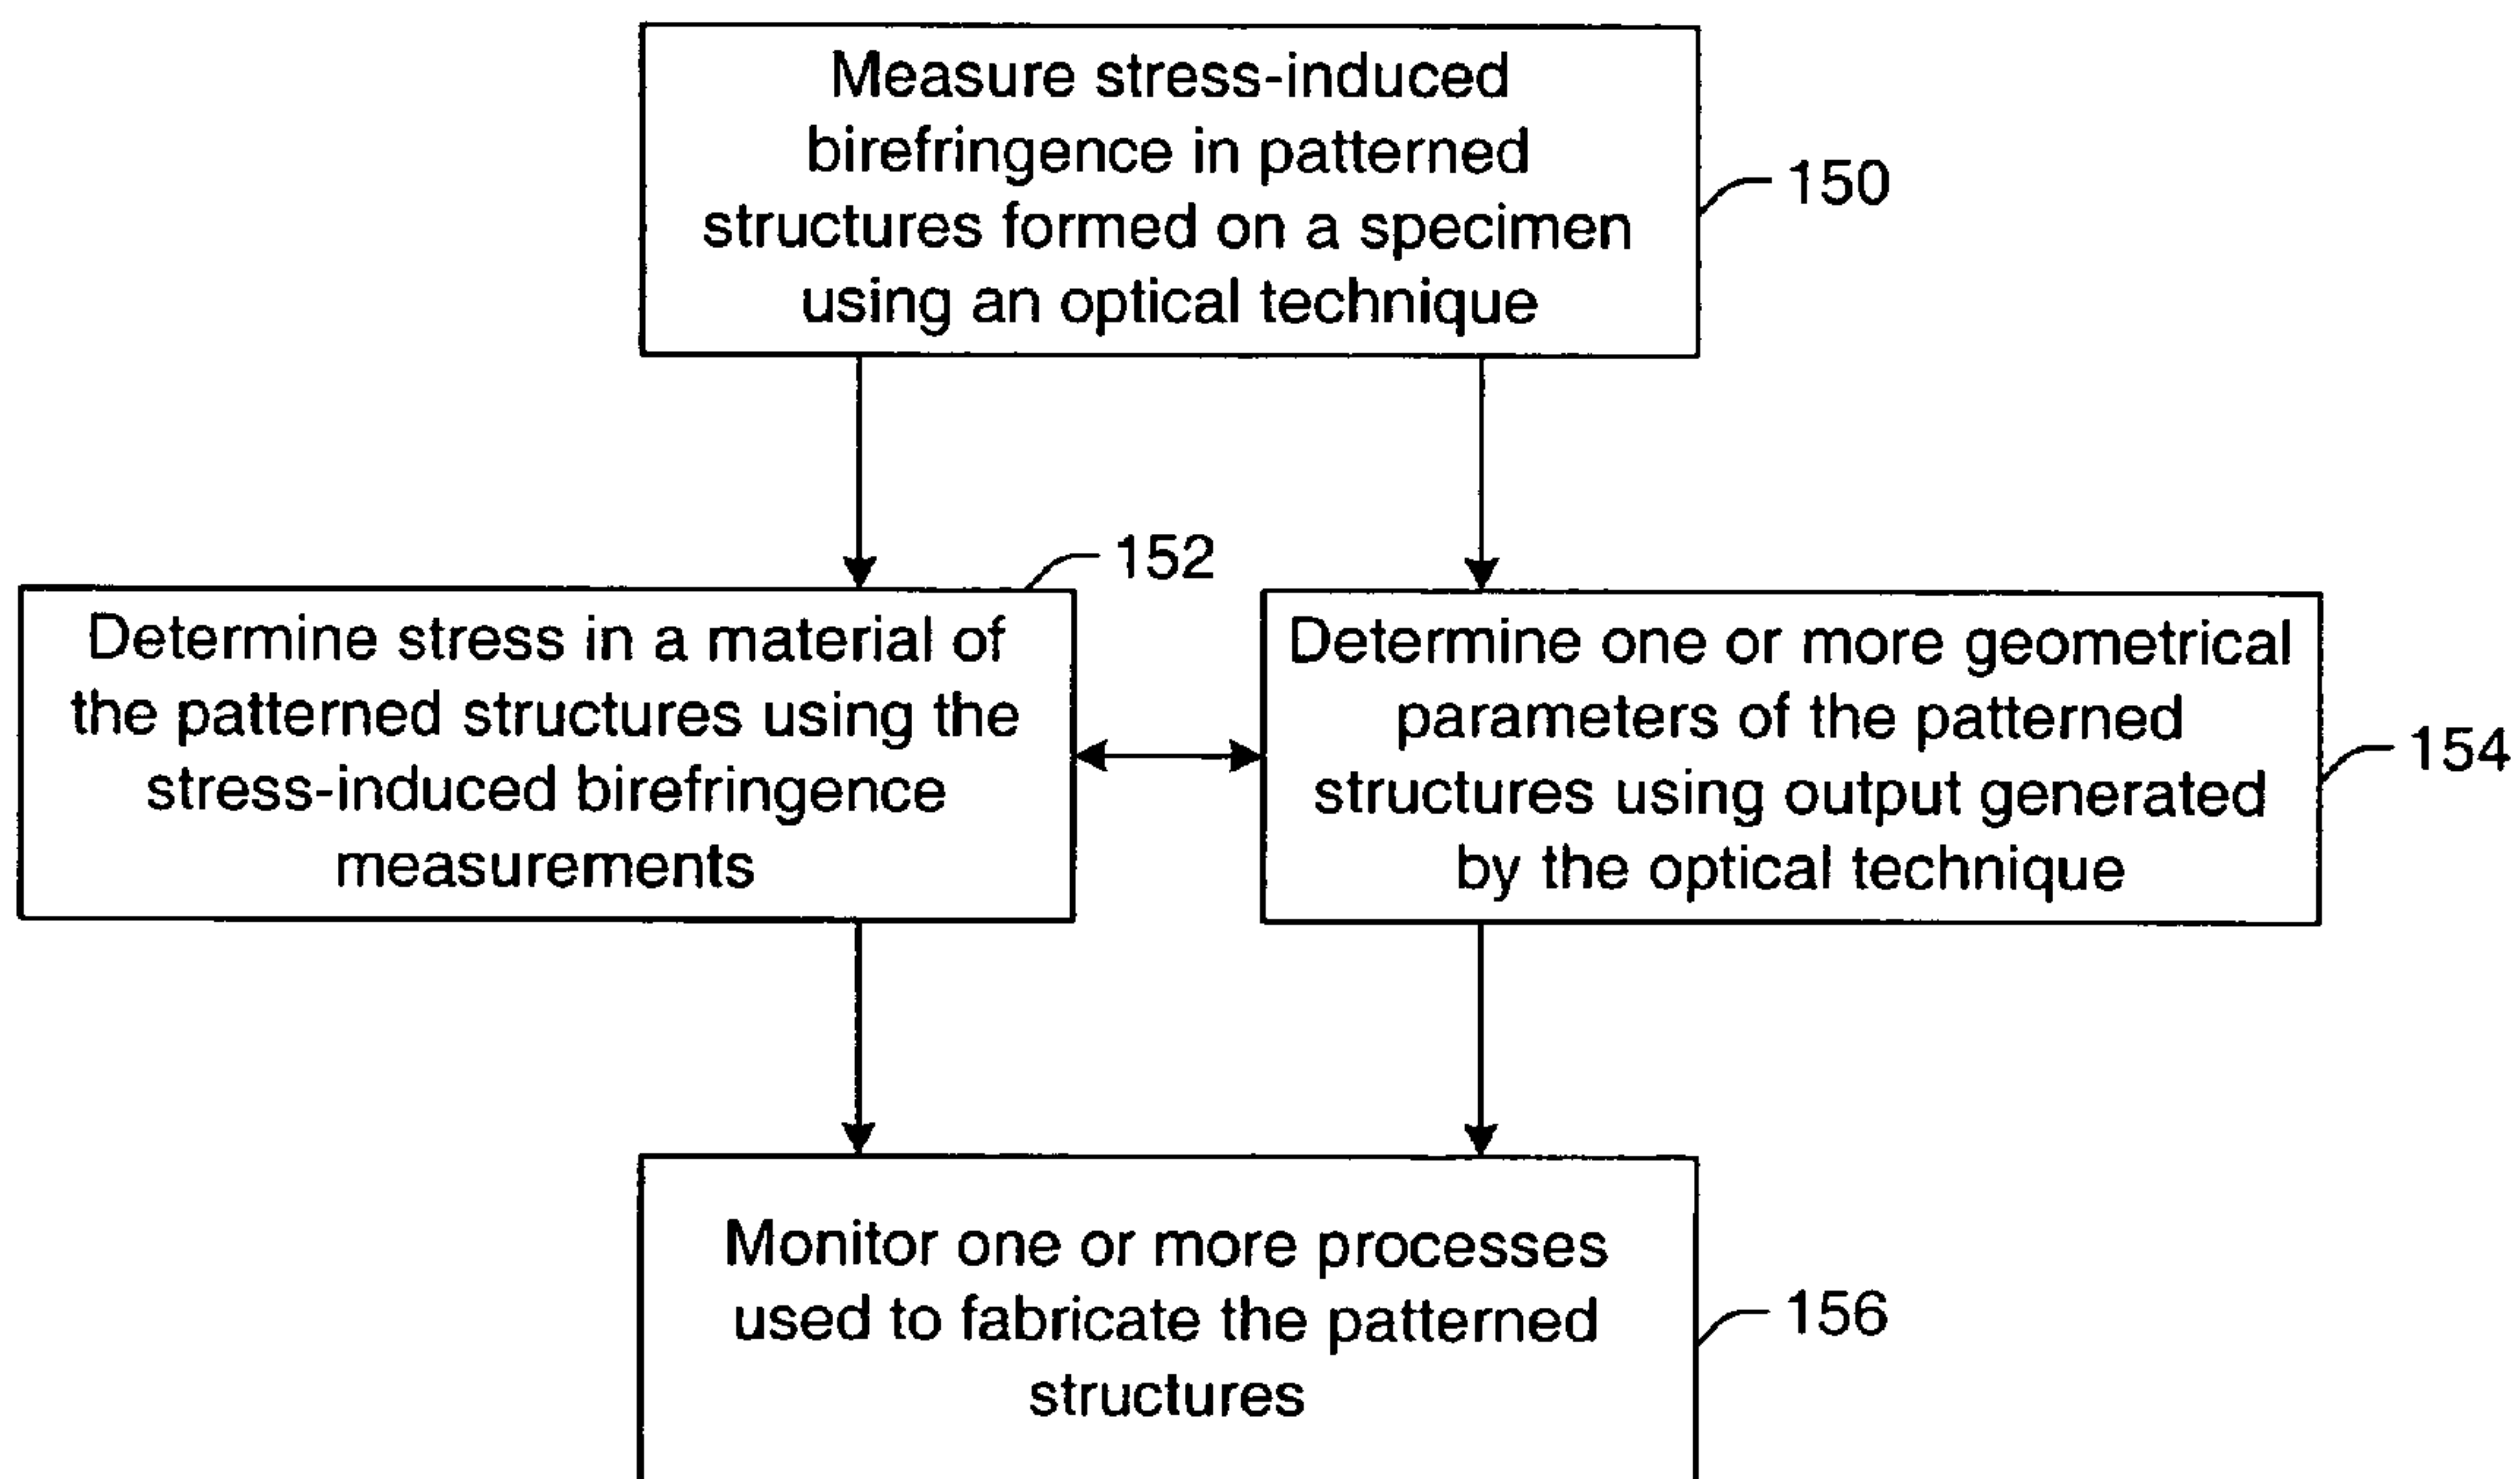 Measure stress-induced
birefringence in patterned
structures formed on a specimen
using an optical technique
150
152
Determine stress in a material of
the patterned structures using the
stress-induced birefringence
measurements
Determine one or more geometrical
parameters of the patterned
structures using output generated
by the optical technique
154
Monitor one or more processes
used to fabricate the patterned
structures
156